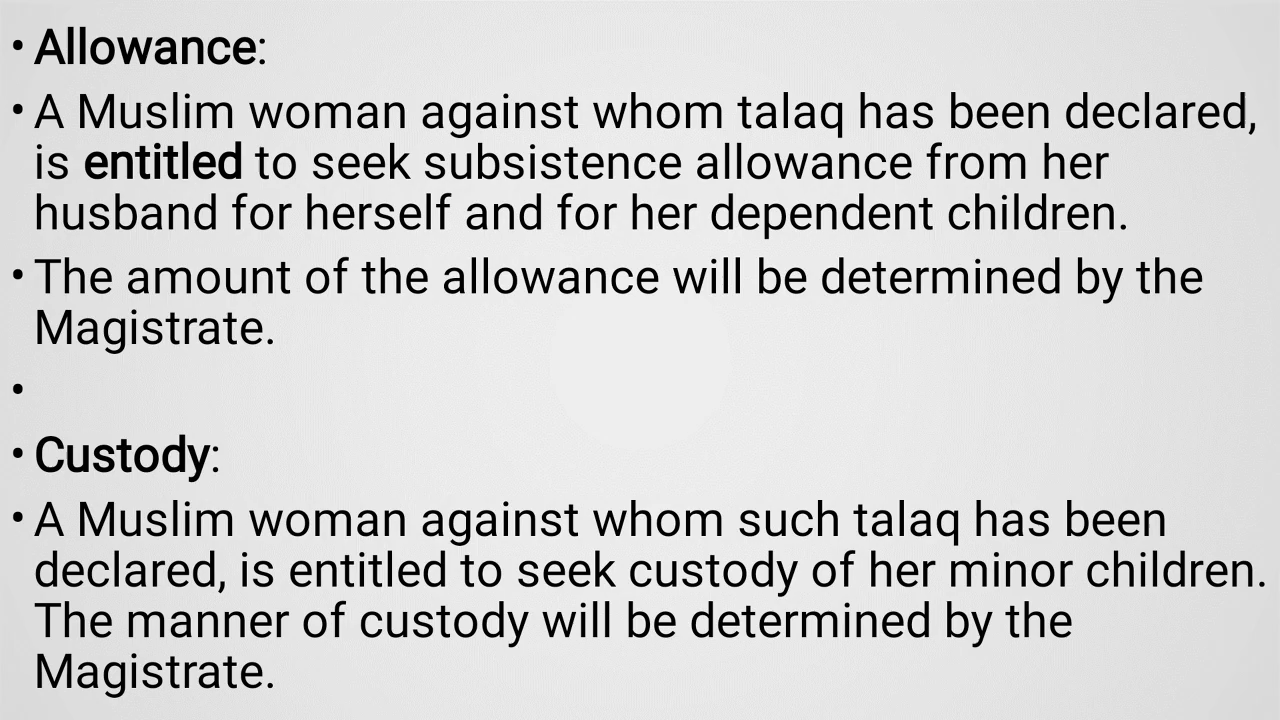 • Allowance:
• A Muslim woman against whom talaq has been declared,
is entitled to seek subsistence allowance from her
husband for herself and for her dependent children.
• The amount of the allowance will be determined by the
Magistrate.
•
• Custody:
• A Muslim woman against whom such talaq has been
declared, is entitled to seek custody of her minor children.
The manner of custody will be determined by the
Magistrate.